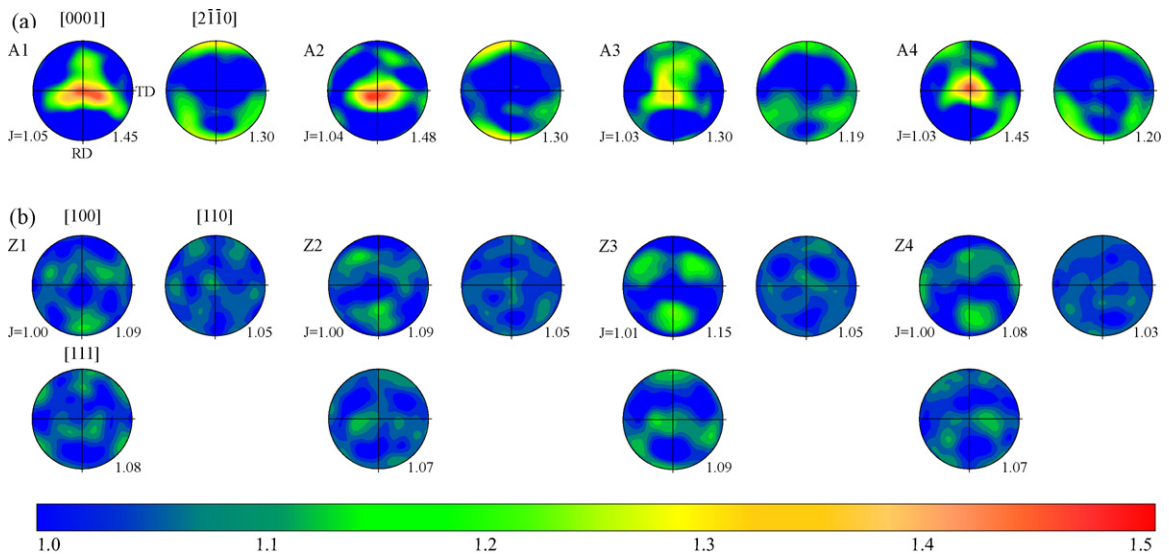 (a) [0001] [21̄1̄0]
A1 A2 A3 A4
TD
J=1.05 1.45 1.30 J=1.04 1.48 1.30 J=1.03 1.30 1.19 J=1.03 1.45 1.20
RD
(b) [100] [110]
Z1 Z2 Z3 Z4
J=1.00 1.09 1.05 J=1.00 1.09 1.05 J=1.01 1.15 1.05 J=1.00 1.08 1.03
[111]
1.08 1.07 1.09 1.07
1.0 1.1 1.2 1.3 1.4 1.5